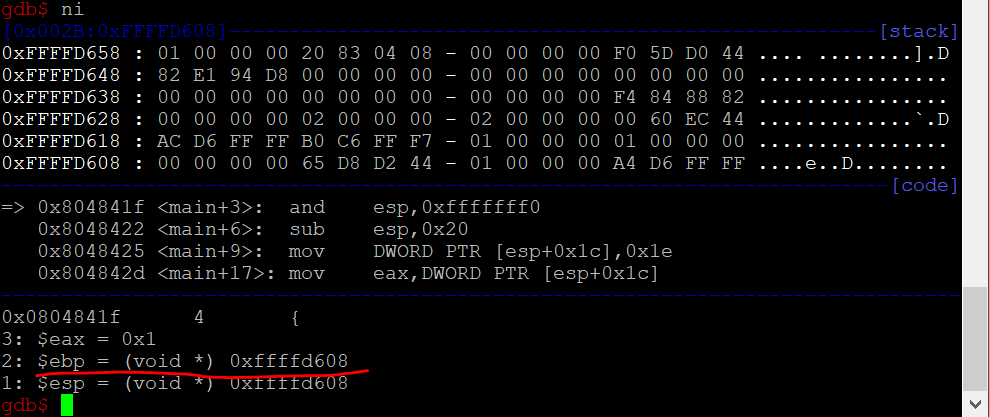 gdb$ ni
[0x002B:0xFFFFD608]------------------------------------------------------[stack]
0xFFFFD658 : 01 00 00 00 20 83 04 08 - 00 00 00 00 F0 5D D0 44 .... ........].D
0xFFFFD648 : 82 E1 94 D8 00 00 00 00 - 00 00 00 00 00 00 00 00 ................
0xFFFFD638 : 00 00 00 00 00 00 00 00 - 00 00 00 00 F4 84 88 82 ................
0xFFFFD628 : 00 00 00 00 02 00 00 00 - 02 00 00 00 00 60 EC 44 .............`.D
0xFFFFD618 : AC D6 FF FF B0 C6 FF F7 - 01 00 00 00 01 00 00 00 ................
0xFFFFD608 : 00 00 00 00 65 D8 D2 44 - 01 00 00 00 A4 D6 FF FF ....e..D........
--------------------------------------------------------------------------[code]
=> 0x804841f <main+3>: and esp,0xfffffff0
0x8048422 <main+6>: sub esp,0x20
0x8048425 <main+9>: mov DWORD PTR [esp+0x1c],0x1e
0x804842d <main+17>: mov eax,DWORD PTR [esp+0x1c]
--------------------------------------------------------------------------------
0x0804841f 4 {
3: $eax = 0x1
2: $ebp = (void *) 0xffffd608
1: $esp = (void *) 0xffffd608
gdb$